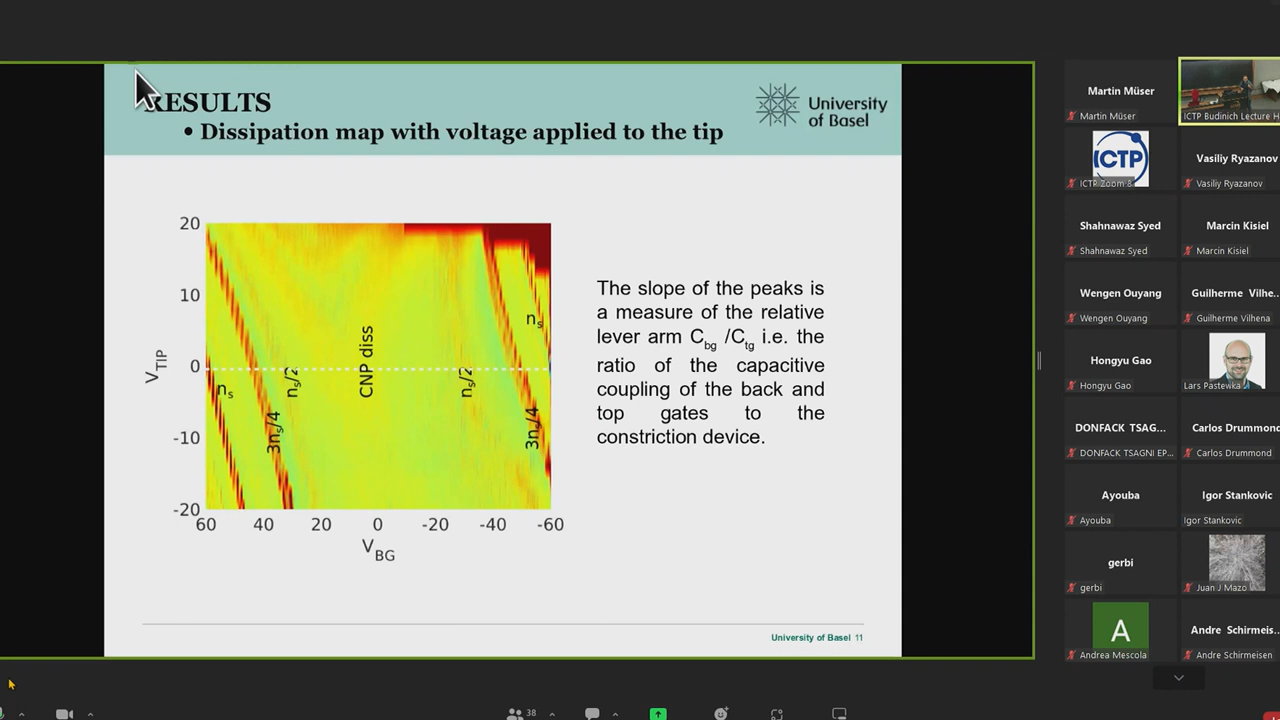 RESULTS
• Dissipation map with voltage applied to the tip
University
of Basel
20
10
0
-10
-20
V_TIP
60
40
20
0
-20
-40
-60
V_BG
n_s
3n_s/4
n_s/2
CNP diss
n_s/2
3n_s/4
n_s
The slope of the peaks is
a measure of the relative
lever arm C_bg /C_tg i.e. the
ratio of the capacitive
coupling of the back and
top gates to the
constriction device.
University of Basel 11
Martin Müser
Martin Müser
ICTP Budinich Lecture H
ICTP
ICTP Zoom 8
Vasiliy Ryazanov
Vasiliy Ryazanov
Shahnawaz Syed
Shahnawaz Syed
Marcin Kisiel
Marcin Kisiel
Wengen Ouyang
Wengen Ouyang
Guilherme Vilhe...
Guilherme Vilhena
Hongyu Gao
Hongyu Gao
Lars Pastewka
DONFACK TSAG...
DONFACK TSAGNI EP...
Carlos Drummond
Carlos Drummond
Ayouba
Ayouba
Igor Stankovic
Igor Stankovic
gerbi
gerbi
Juan J Mazo
A
Andrea Mescola
Andre Schirmeis...
Andre Schirmeisen
38